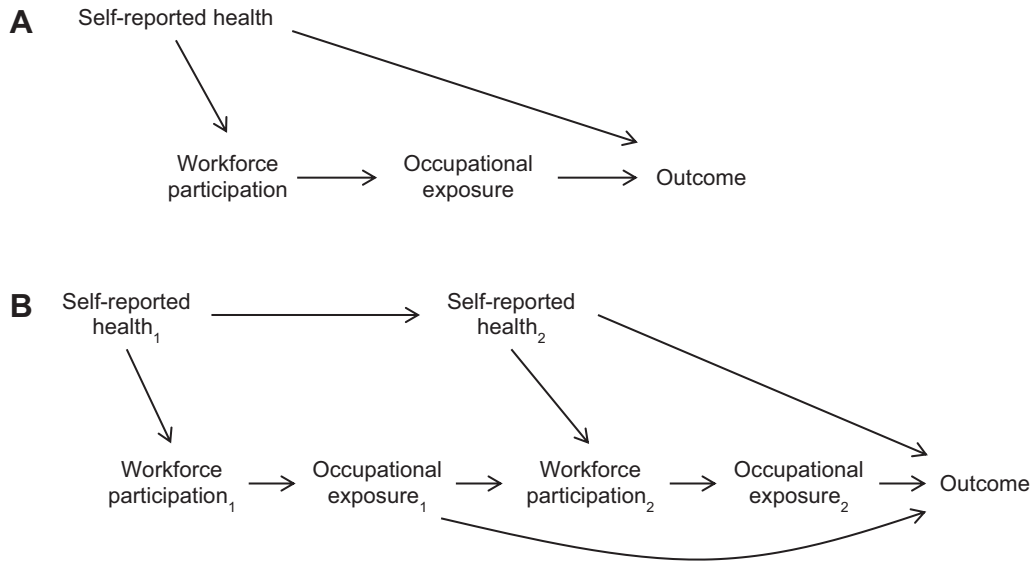 A
Self-reported health
Workforce
participation
Occupational
exposure
Outcome
B
Self-reported
health₁
Self-reported
health₂
Workforce
participation₁
Occupational
exposure₁
Workforce
participation₂
Occupational
exposure₂
Outcome